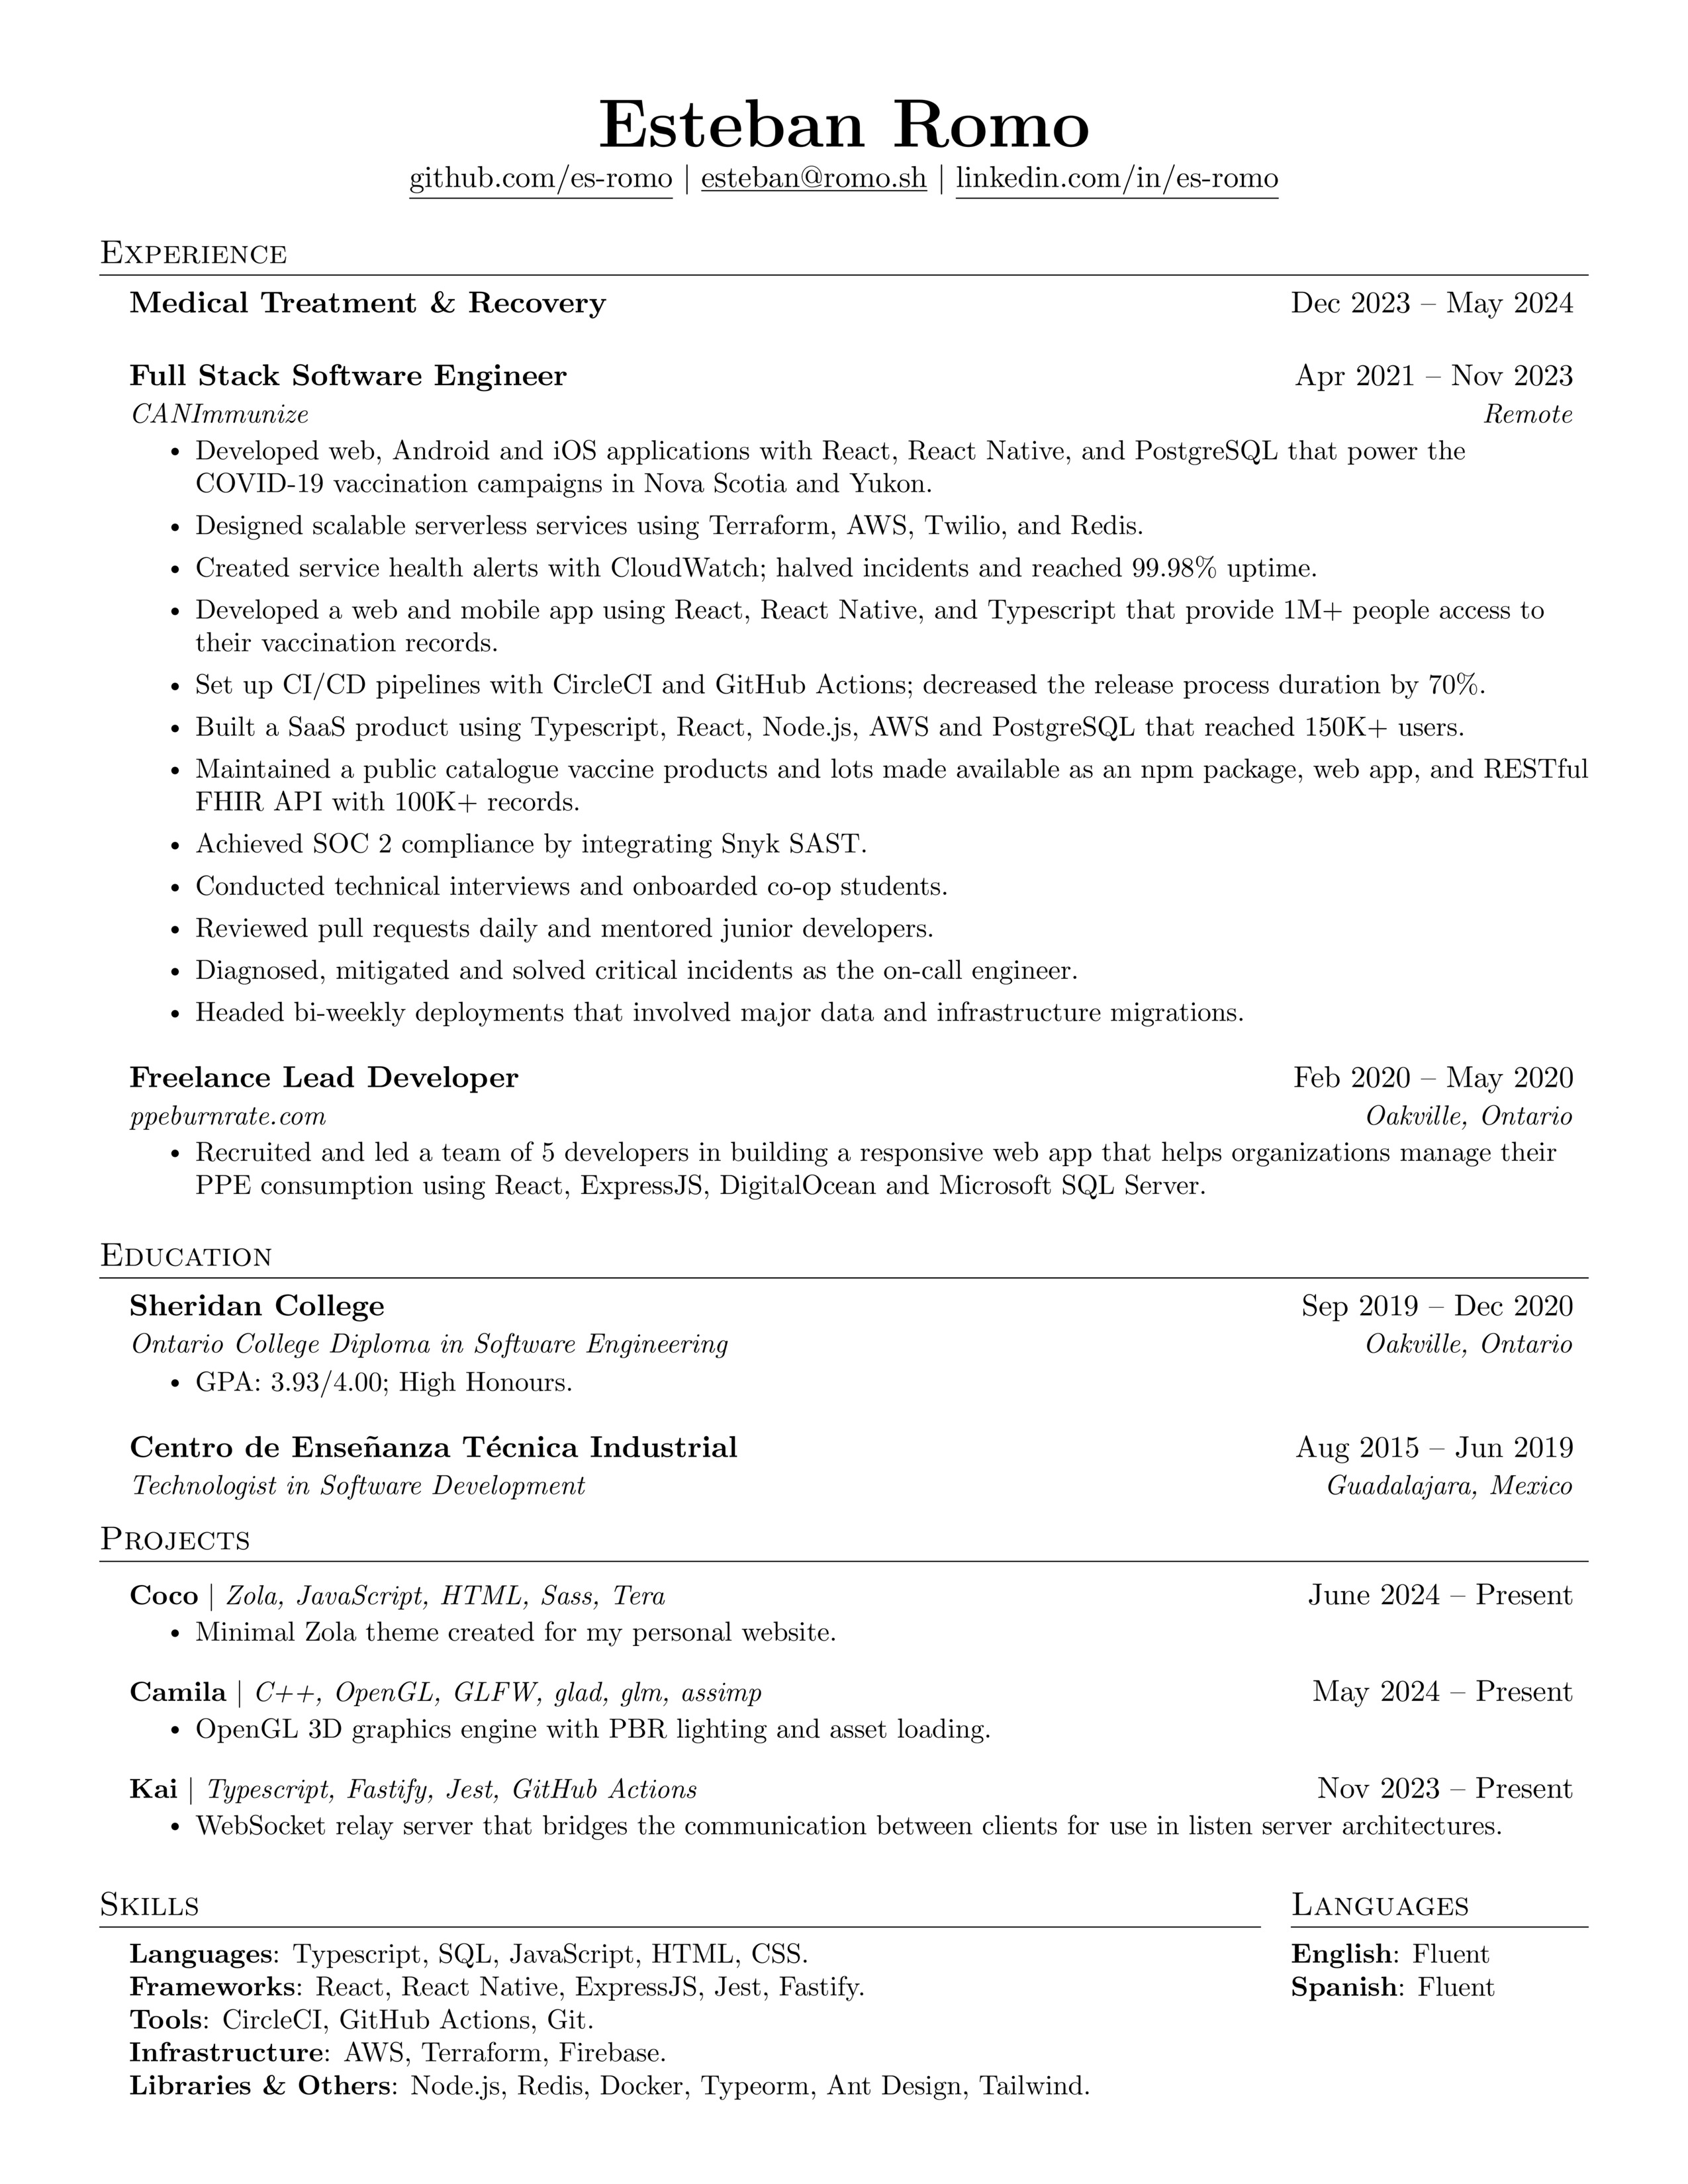 Esteban Romo
github.com/es-romo | esteban@romo.sh | linkedin.com/in/es-romo
Experience
Medical Treatment & Recovery Dec 2023 – May 2024
Full Stack Software Engineer Apr 2021 – Nov 2023
CANImmunize Remote
• Developed web, Android and iOS applications with React, React Native, and PostgreSQL that power the
COVID-19 vaccination campaigns in Nova Scotia and Yukon.
• Designed scalable serverless services using Terraform, AWS, Twilio, and Redis.
• Created service health alerts with CloudWatch; halved incidents and reached 99.98% uptime.
• Developed a web and mobile app using React, React Native, and Typescript that provide 1M+ people access to
their vaccination records.
• Set up CI/CD pipelines with CircleCI and GitHub Actions; decreased the release process duration by 70%.
• Built a SaaS product using Typescript, React, Node.js, AWS and PostgreSQL that reached 150K+ users.
• Maintained a public catalogue vaccine products and lots made available as an npm package, web app, and RESTful
FHIR API with 100K+ records.
• Achieved SOC 2 compliance by integrating Snyk SAST.
• Conducted technical interviews and onboarded co-op students.
• Reviewed pull requests daily and mentored junior developers.
• Diagnosed, mitigated and solved critical incidents as the on-call engineer.
• Headed bi-weekly deployments that involved major data and infrastructure migrations.
Freelance Lead Developer Feb 2020 – May 2020
ppeburnrate.com Oakville, Ontario
• Recruited and led a team of 5 developers in building a responsive web app that helps organizations manage their
PPE consumption using React, ExpressJS, DigitalOcean and Microsoft SQL Server.
Education
Sheridan College Sep 2019 – Dec 2020
Ontario College Diploma in Software Engineering Oakville, Ontario
• GPA: 3.93/4.00; High Honours.
Centro de Enseñanza Técnica Industrial Aug 2015 – Jun 2019
Technologist in Software Development Guadalajara, Mexico
Projects
Coco | Zola, JavaScript, HTML, Sass, Tera June 2024 – Present
• Minimal Zola theme created for my personal website.
Camila | C++, OpenGL, GLFW, glad, glm, assimp May 2024 – Present
• OpenGL 3D graphics engine with PBR lighting and asset loading.
Kai | Typescript, Fastify, Jest, GitHub Actions Nov 2023 – Present
• WebSocket relay server that bridges the communication between clients for use in listen server architectures.
Skills
Languages: Typescript, SQL, JavaScript, HTML, CSS.
Frameworks: React, React Native, ExpressJS, Jest, Fastify.
Tools: CircleCI, GitHub Actions, Git.
Infrastructure: AWS, Terraform, Firebase.
Libraries & Others: Node.js, Redis, Docker, Typeorm, Ant Design, Tailwind.
Languages
English: Fluent
Spanish: Fluent